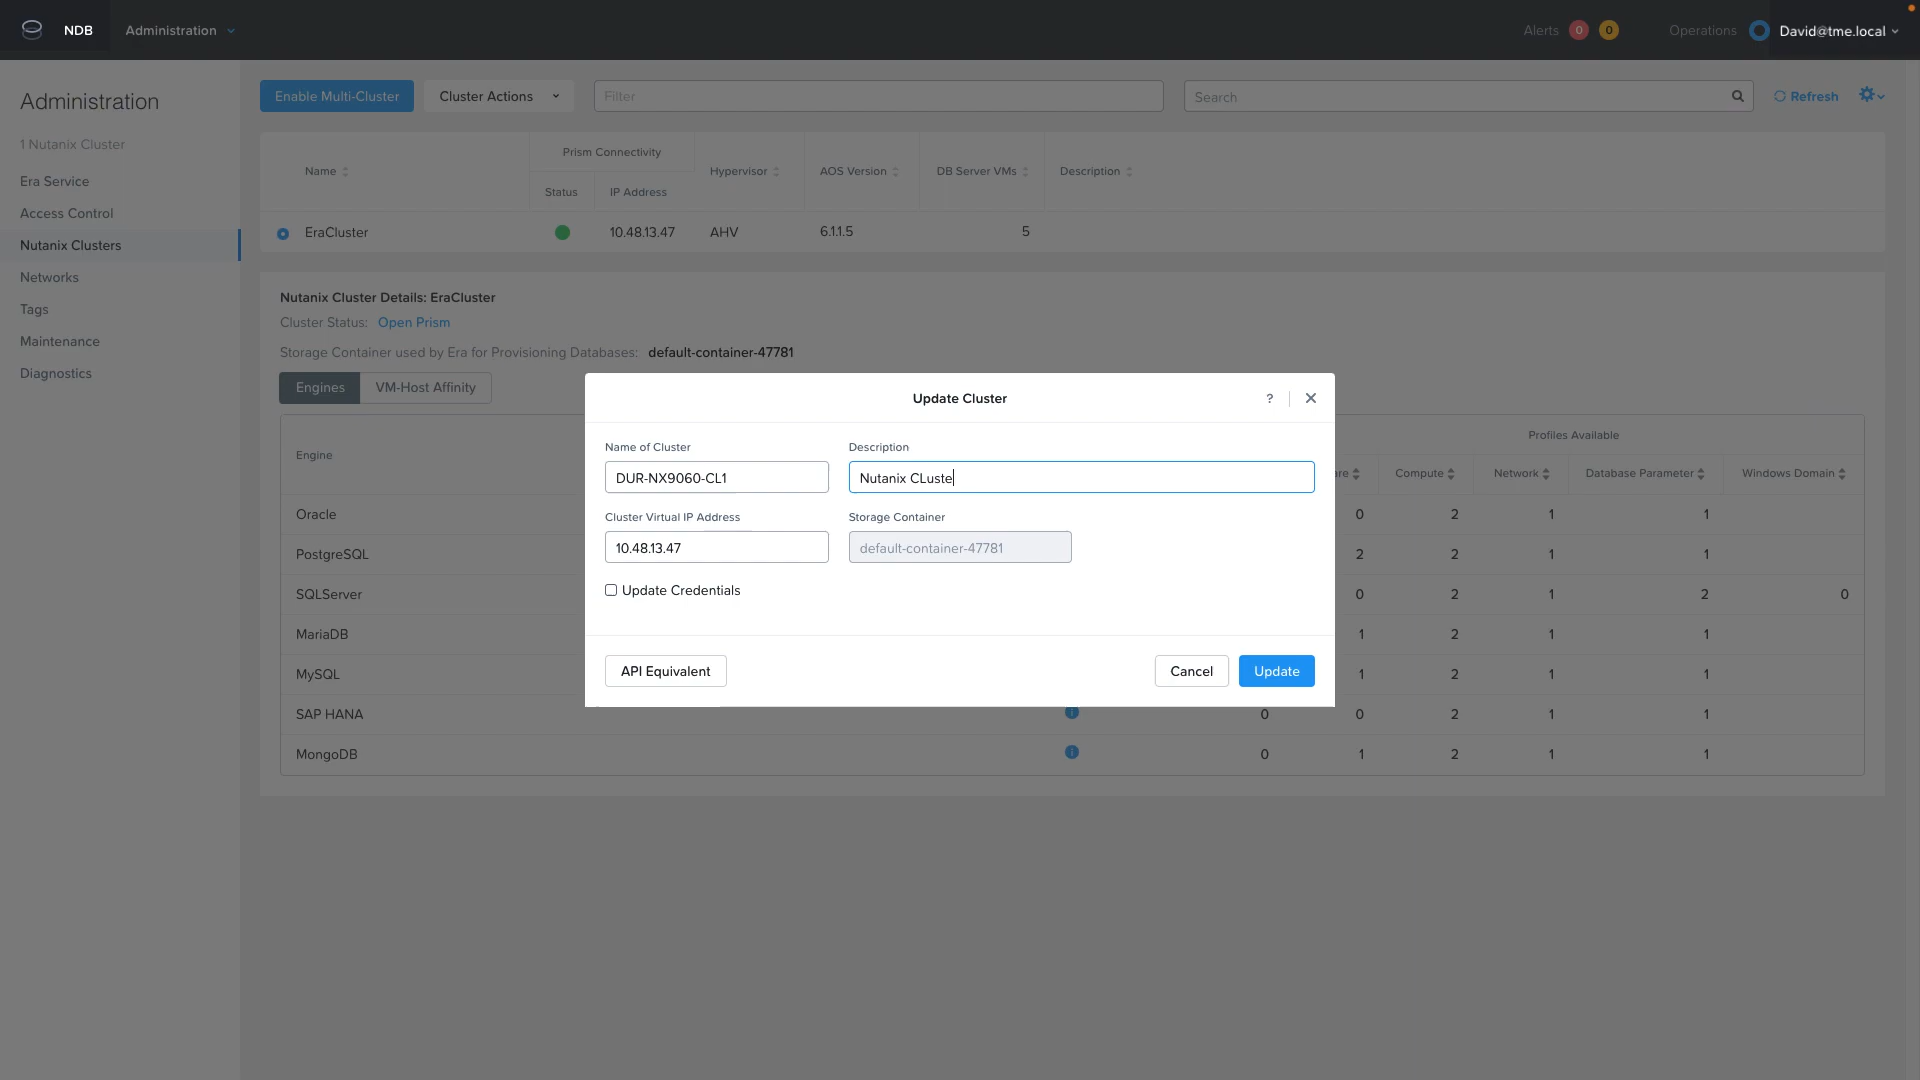 NDB
Administration
Alerts
0
0
Operations
David@tme.local
Administration
1 Nutanix Cluster
Era Service
Access Control
Nutanix Clusters
Networks
Tags
Maintenance
Diagnostics
Enable Multi-Cluster
Cluster Actions
Filter
Search
Refresh
Prism Connectivity
Name
Hypervisor
AOS Version
DB Server VMs
Description
Status
IP Address
EraCluster
10.48.13.47
AHV
6.1.1.5
5
Nutanix Cluster Details: EraCluster
Cluster Status: Open Prism
Storage Container used by Era for Provisioning Databases: default-container-47781
Engines
VM-Host Affinity
Update Cluster
?
Name of Cluster
Description
DUR-NX9060-CL1
Nutanix CLuste
Cluster Virtual IP Address
Storage Container
10.48.13.47
default-container-47781
Update Credentials
API Equivalent
Cancel
Update
Engine
Profiles Available
are
Compute
Network
Database Parameter
Windows Domain
Oracle 0 2 1 1
PostgreSQL 2 2 1 1
SQLServer 0 2 1 2 0
MariaDB 1 2 1 1
MySQL 1 2 1 1
SAP HANA 0 0 2 1 1
MongoDB 0 1 2 1 1